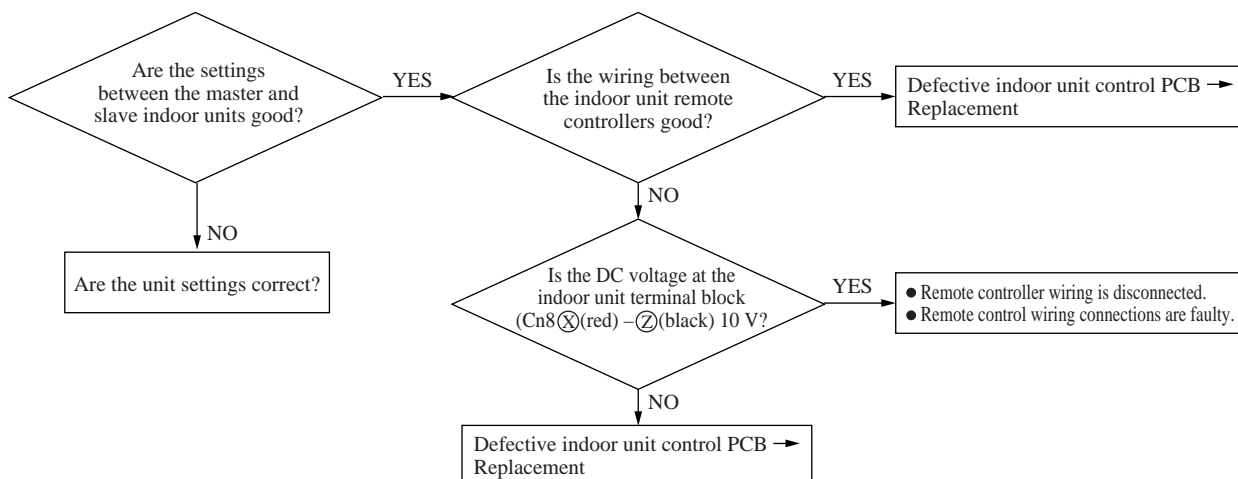 Are the settings
between the master and
slave indoor units good?
YES
Is the wiring between
the indoor unit remote
controllers good?
YES
Defective indoor unit control PCB →
Replacement
NO
Are the unit settings correct?
NO
Is the DC voltage at the
indoor unit terminal block
(Cn8Ⓧ(red) –Ⓩ(black) 10 V?
YES
● Remote controller wiring is disconnected.
● Remote control wiring connections are faulty.
NO
Defective indoor unit control PCB →
Replacement